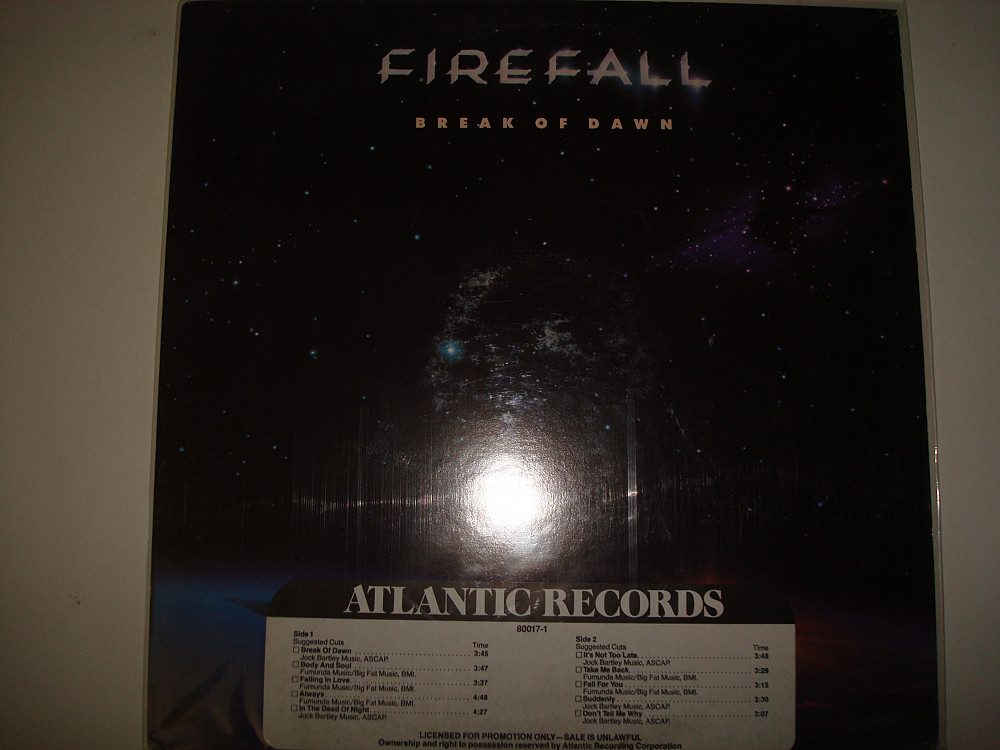 FIREFALL
BREAK OF DAWN
ATLANTIC RECORDS
80017-1
Side 1
Suggested Cuts Time
Break Of Dawn 3:45
Jock Bartley Music, ASCAP.
Body And Soul 3:47
Fumunda Music/Big Fat Music, BMI.
Falling In Love 3:37
Fumunda Music/Big Fat Music, BMI.
Always 4:48
Fumunda Music/Big Fat Music, BMI.
In The Dead Of Night 4:27
Jock Bartley Music, ASCAP.
Side 2
Suggested Cuts Time
It's Not Too Late 3:48
Jock Bartley Music, ASCAP.
Take Me Back 3:29
Fumunda Music/Big Fat Music, BMI.
Fall For You 3:15
Fumunda Music/Big Fat Music, BMI.
Suddenly 3:30
Jock Bartley Music, ASCAP.
Don't Tell Me Why 3:07
Jock Bartley Music, ASCAP.
LICENSED FOR PROMOTION ONLY—SALE IS UNLAWFUL
Ownership and right to possession reserved by Atlantic Recording Corporation